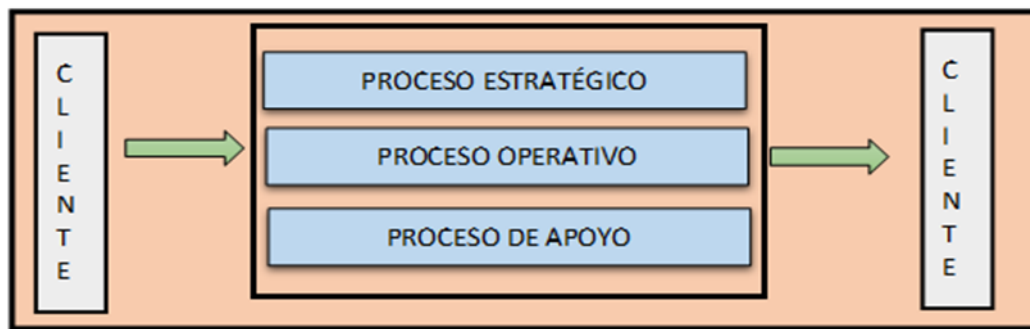 CLIENTE
PROCESO ESTRATÉGICO
PROCESO OPERATIVO
PROCESO DE APOYO
CLIENTE